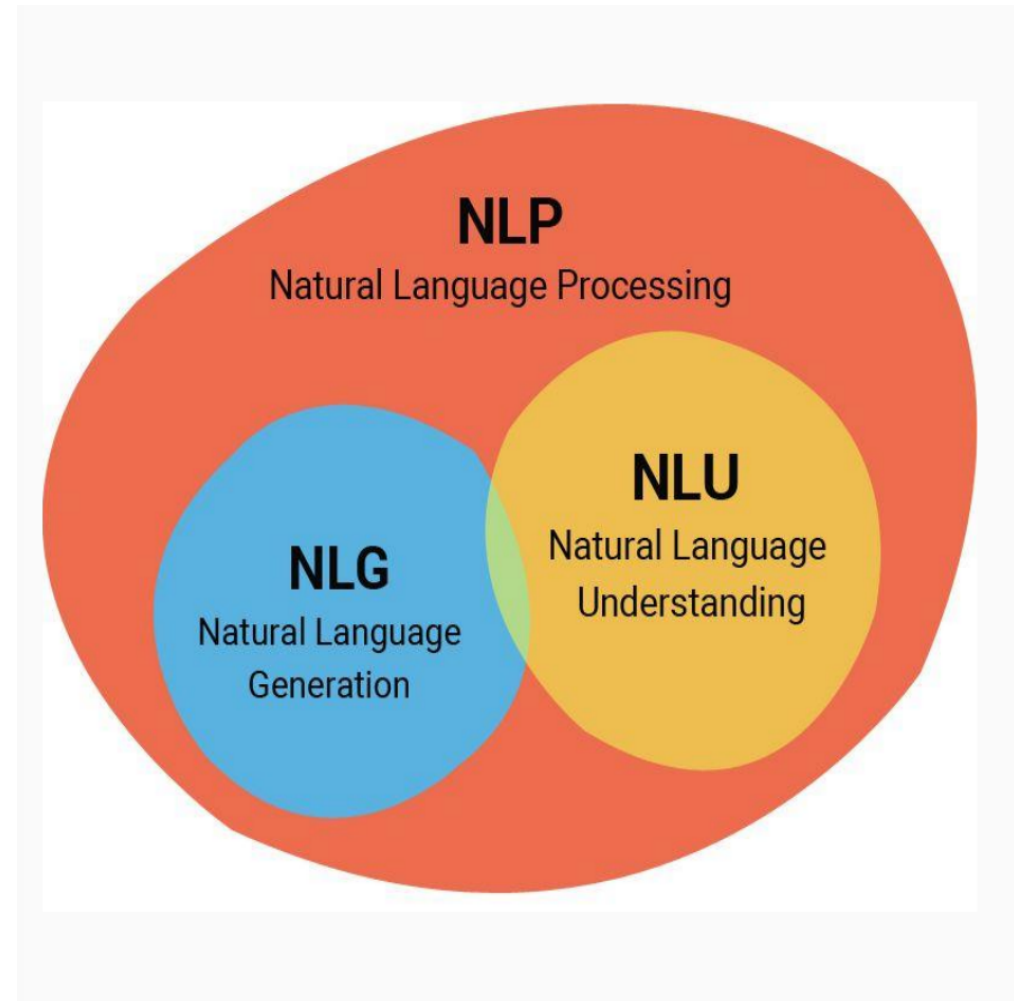 NLP
Natural Language Processing
NLU
Natural Language
Understanding
NLG
Natural Language
Generation